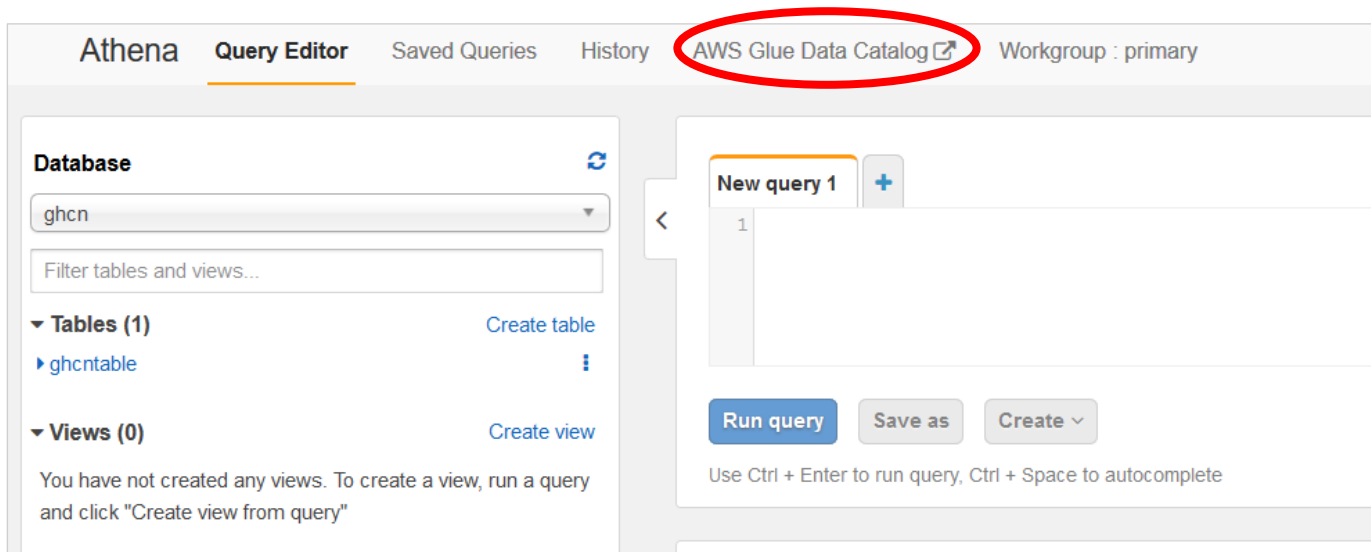 Athena Query Editor Saved Queries History AWS Glue Data Catalog Workgroup : primary
Database
ghcn
Filter tables and views...
Tables (1) Create table
ghcntable
Views (0) Create view
You have not created any views. To create a view, run a query
and click "Create view from query"
New query 1
1
Run query Save as Create
Use Ctrl + Enter to run query, Ctrl + Space to autocomplete